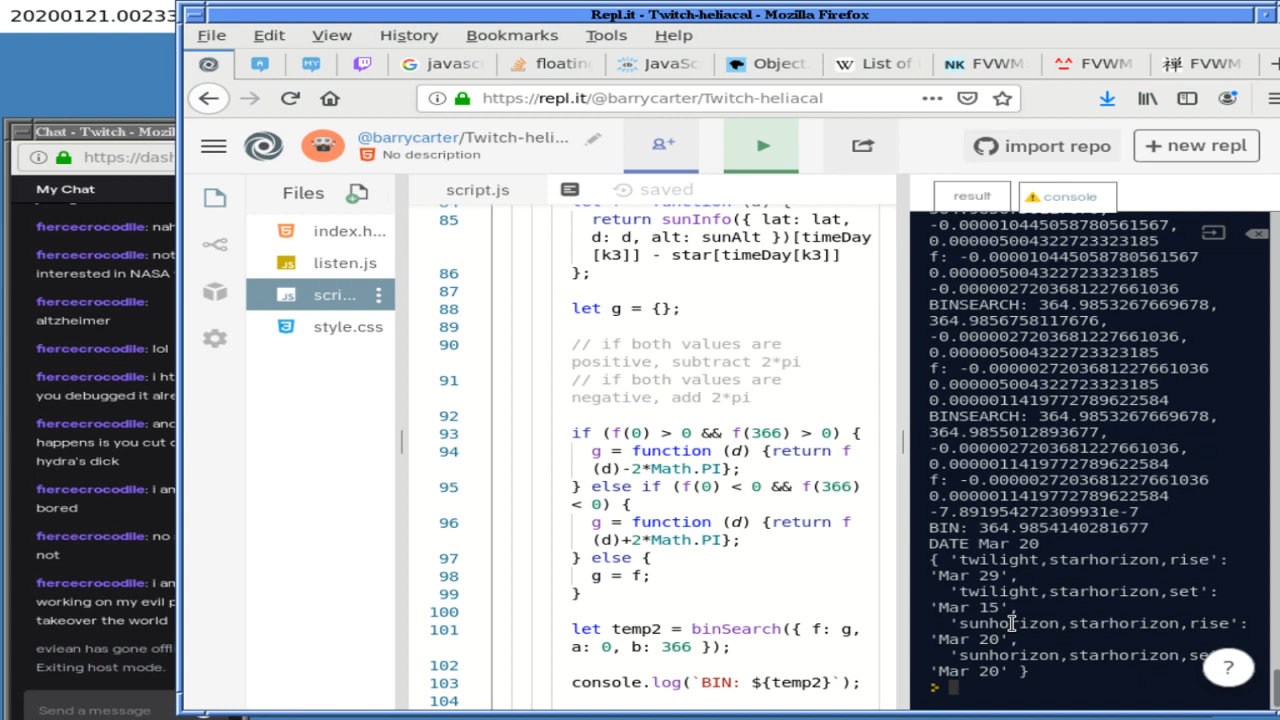 20200121.00233
Repl.it - Twitch-heliacal - Mozilla Firefox
File Edit View History Bookmarks Tools Help
javasc floating JavaSc Object. List of NK FVWM FVWM 禅 FVWM
https://repl.it/@barrycarter/Twitch-heliacal
Chat - Twitch - Mozil
https://dash
My Chat
fiercecrocodile: nah
fiercecrocodile: not
interested in NASA
fiercecrocodile:
altzheimer
fiercecrocodile: lol
fiercecrocodile: i ht
you debugged it alre
fiercecrocodile: and
happens is you cut o
hydra's dick
fiercecrocodile: i am
bored
fiercecrocodile: no
not
fiercecrocodile: i am
working on my evil p
takeover the world
eviean has gone offl
Exiting host mode.
Send a message
@barrycarter/Twitch-heli...
No description
import repo
+ new repl
Files
index.h...
listen.js
scri...
style.css
script.js
saved
85 return sunInfo({ lat: lat,
d: d, alt: sunAlt })[timeDay
[k3]] - star[timeDay[k3]]
86 };
87
88 let g = {};
89
90 // if both values are
positive, subtract 2*pi
91 // if both values are
negative, add 2*pi
92
93 if (f(0) > 0 && f(366) > 0) {
94 g = function (d) {return f
(d)-2*Math.PI};
95 } else if (f(0) < 0 && f(366)
< 0) {
96 g = function (d) {return f
(d)+2*Math.PI};
97 } else {
98 g = f;
99 }
100
101 let temp2 = binSearch({ f: g,
a: 0, b: 366 });
102
103 console.log(`BIN: ${temp2}`);
104
result
console
-0.000010445058780561567,
0.000005004322723323185
f: -0.000010445058780561567
0.000005004322723323185
-0.0000027203681227661036
BINSEARCH: 364.9853267669678,
364.9856758117676,
-0.0000027203681227661036,
0.000005004322723323185
f: -0.0000027203681227661036
0.000005004322723323185
0.0000011419772789622584
BINSEARCH: 364.9853267669678,
364.9855012893677,
-0.0000027203681227661036,
0.0000011419772789622584
f: -0.0000027203681227661036
0.0000011419772789622584
-7.891954272309931e-7
BIN: 364.9854140281677
DATE Mar 20
{ 'twilight,starhorizon,rise':
'Mar 29',
'twilight,starhorizon,set':
'Mar 15',
'sunhorizon,starhorizon,rise':
'Mar 20',
'sunhorizon,starhorizon,se
'Mar 20' }
>
?